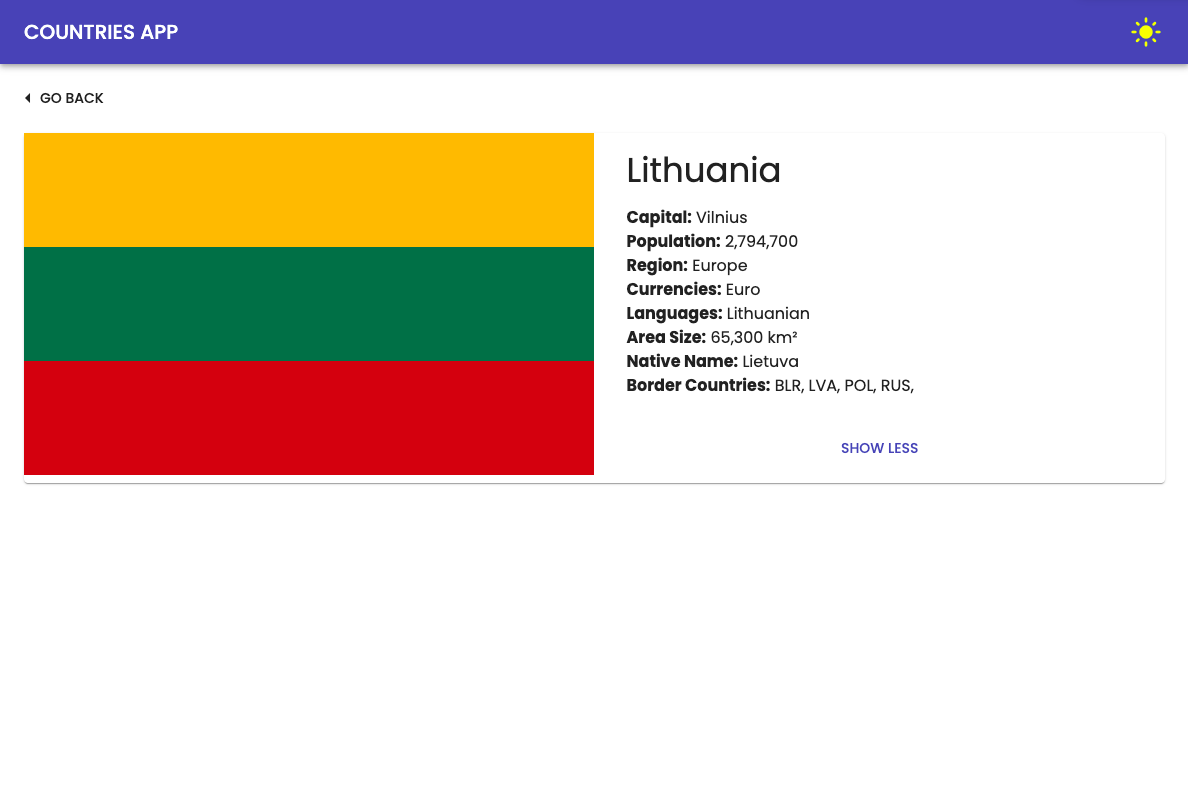 COUNTRIES APP
GO BACK
Lithuania
Capital: Vilnius
Population: 2,794,700
Region: Europe
Currencies: Euro
Languages: Lithuanian
Area Size: 65,300 km²
Native Name: Lietuva
Border Countries: BLR, LVA, POL, RUS,
SHOW LESS